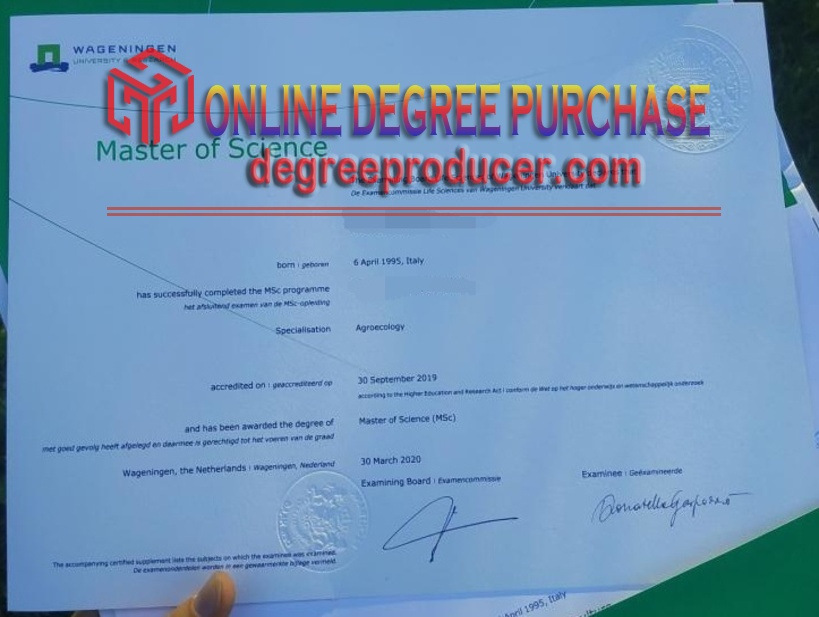 WAGENINGEN
UNIVERSITY & RESEARCH
ONLINE DEGREE PURCHASE
Master of Science
degreeproducer.com
De Examencommissie Life Sciences van Wageningen University verklaart dat
born | geboren 6 April 1995, Italy
has successfully completed the MSc programme
het afsluitend examen van de MSc-opleiding
Specialisation Agroecology
accredited on | geaccrediteerd op 30 September 2019
according to the Higher Education and Research Act | conform de Wet op het hoger onderwijs en wetenschappelijk onderzoek
and has been awarded the degree of Master of Science (MSc)
met goed gevolg heeft afgelegd en daarmee is gerechtigd tot het voeren van de graad
Wageningen, the Netherlands | Wageningen, Nederland 30 March 2020
Examining Board | Examencommissie Examinee | Geëxamineerde
The accompanying certified supplement lists the subjects on which the examinee was examined.
De examenonderdelen worden in een gewaarmerkte bijlage vermeld.
April 1995, Italy